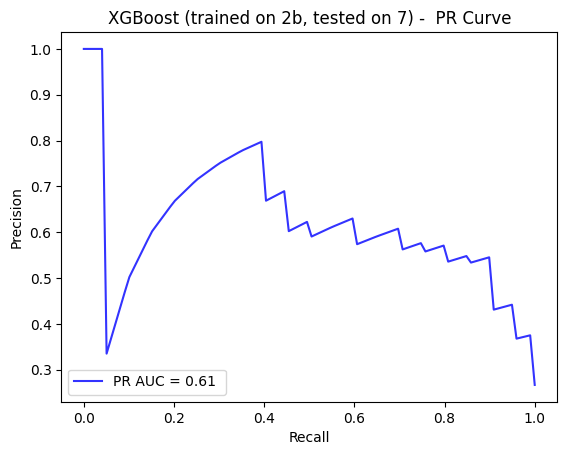 XGBoost (trained on 2b, tested on 7) -  PR Curve
1.0
0.9
0.8
0.7
0.6
0.5
0.4
0.3
Precision
PR AUC = 0.61
0.0 0.2 0.4 0.6 0.8 1.0
Recall